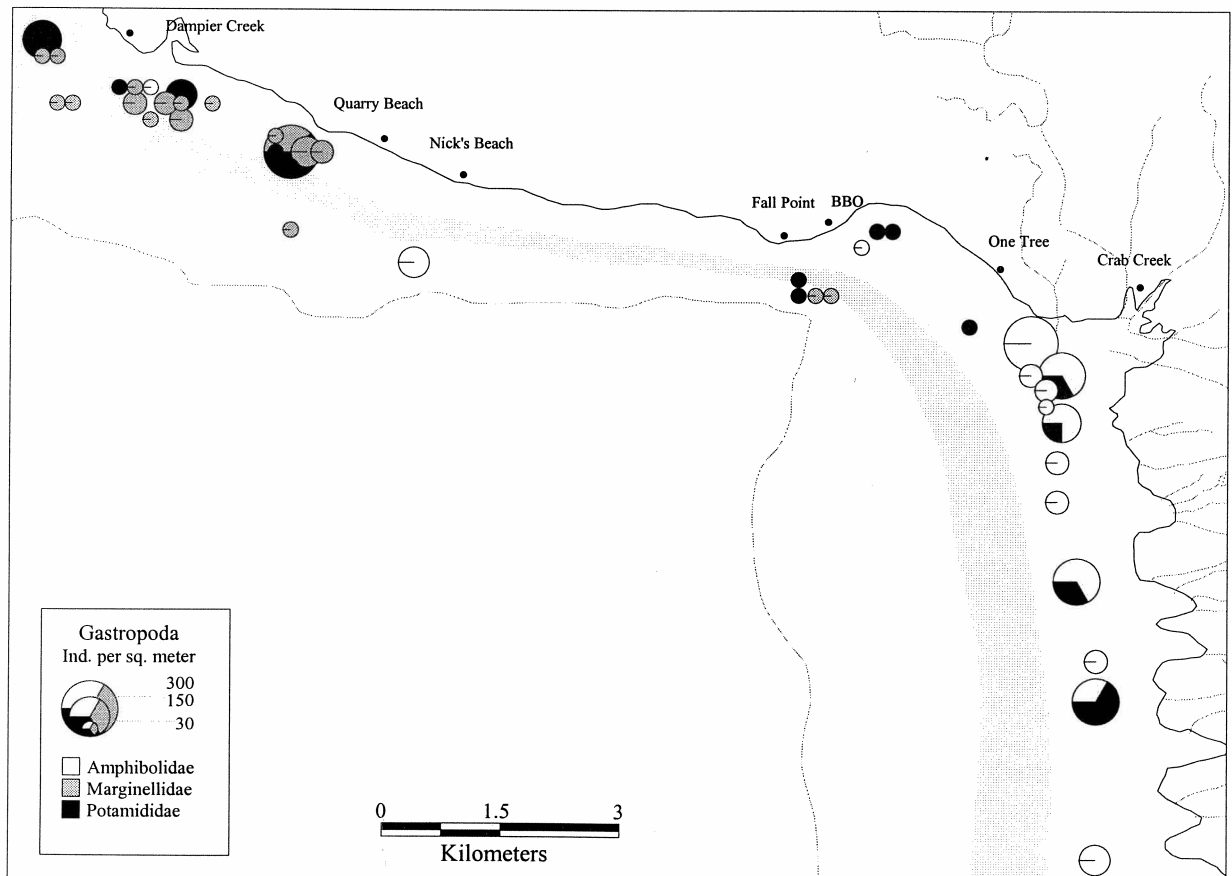 Dampier Creek
Quarry Beach
Nick's Beach
Fall Point
BBO
One Tree
Crab Creek
Gastropoda
Ind. per sq. meter
300
150
30
Amphibolidae
Marginellidae
Potamididae
0 1.5 3
Kilometers